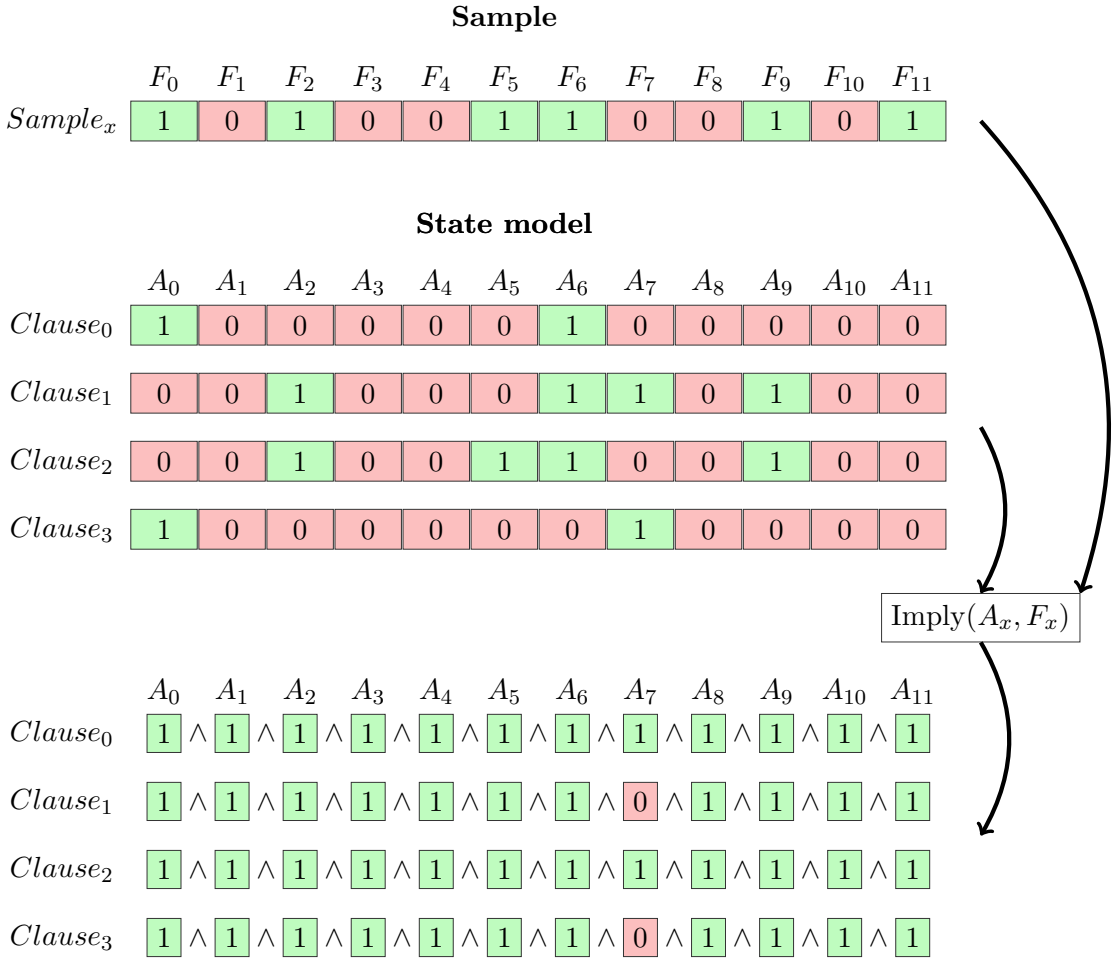 Sample
F0 F1 F2 F3 F4 F5 F6 F7 F8 F9 F10 F11
Samplex 1 0 1 0 0 1 1 0 0 1 0 1
State model
A0 A1 A2 A3 A4 A5 A6 A7 A8 A9 A10 A11
Clause0 1 0 0 0 0 0 1 0 0 0 0 0
Clause1 0 0 1 0 0 0 1 1 0 1 0 0
Clause2 0 0 1 0 0 1 1 0 0 1 0 0
Clause3 1 0 0 0 0 0 0 1 0 0 0 0
Imply(Ax, Fx)
A0 A1 A2 A3 A4 A5 A6 A7 A8 A9 A10 A11
Clause0 1 ∧ 1 ∧ 1 ∧ 1 ∧ 1 ∧ 1 ∧ 1 ∧ 1 ∧ 1 ∧ 1 ∧ 1 ∧ 1
Clause1 1 ∧ 1 ∧ 1 ∧ 1 ∧ 1 ∧ 1 ∧ 1 ∧ 0 ∧ 1 ∧ 1 ∧ 1 ∧ 1
Clause2 1 ∧ 1 ∧ 1 ∧ 1 ∧ 1 ∧ 1 ∧ 1 ∧ 1 ∧ 1 ∧ 1 ∧ 1 ∧ 1
Clause3 1 ∧ 1 ∧ 1 ∧ 1 ∧ 1 ∧ 1 ∧ 1 ∧ 0 ∧ 1 ∧ 1 ∧ 1 ∧ 1